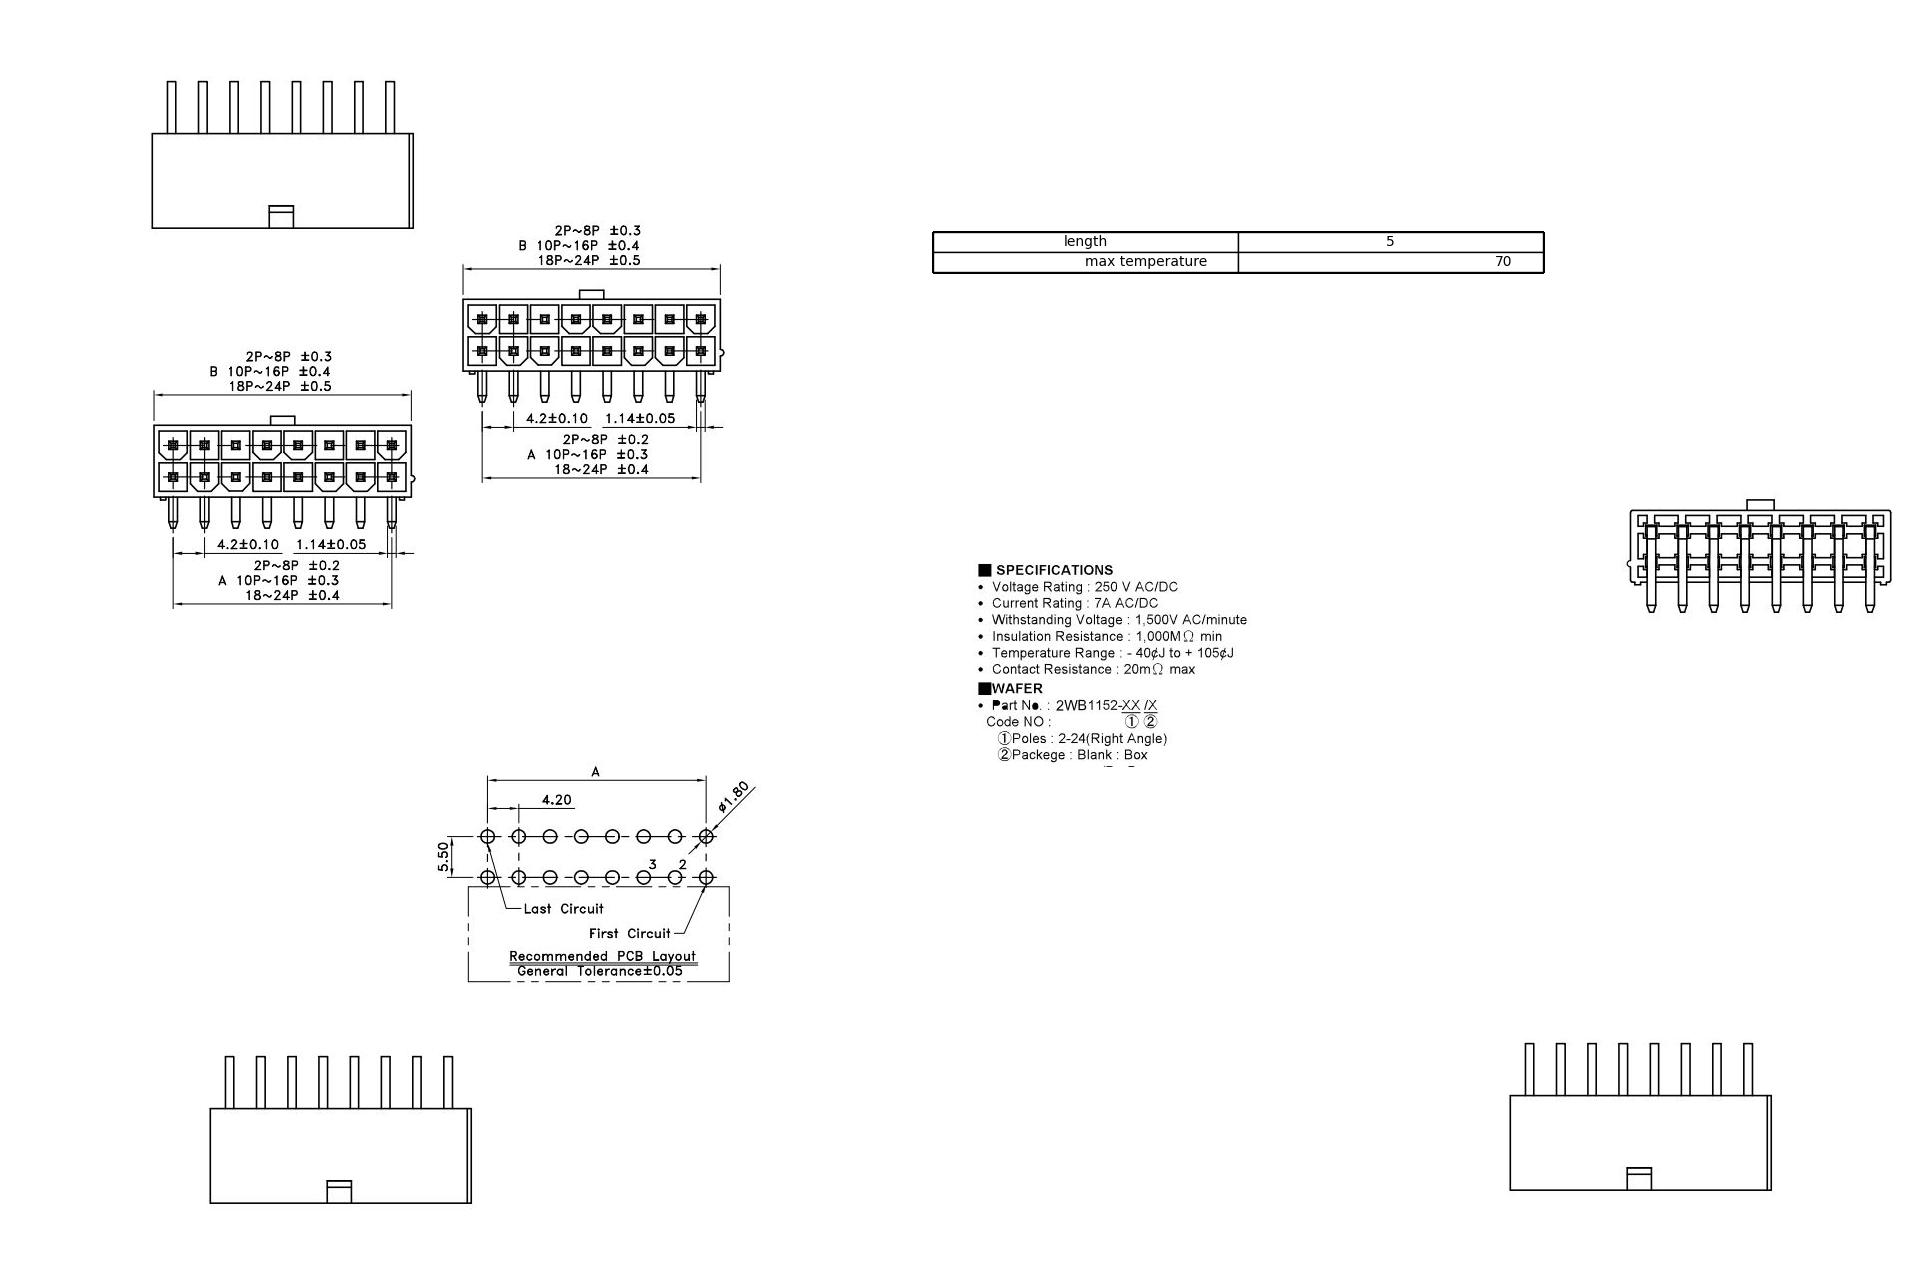 2P~8P ±0.3
B 10P~16P ±0.4
18P~24P ±0.5
4.2±0.10 1.14±0.05
2P~8P ±0.2
A 10P~16P ±0.3
18~24P ±0.4
2P~8P ±0.3
B 10P~16P ±0.4
18P~24P ±0.5
4.2±0.10 1.14±0.05
2P~8P ±0.2
A 10P~16P ±0.3
18~24P ±0.4
length 5
max temperature 70
■ SPECIFICATIONS
• Voltage Rating : 250 V AC/DC
• Current Rating : 7A AC/DC
• Withstanding Voltage : 1,500V AC/minute
• Insulation Resistance : 1,000MΩ min
• Temperature Range : - 40¢J to + 105¢J
• Contact Resistance : 20mΩ max
■WAFER
• Part No. : 2WB1152-XX /X
Code NO : ① ②
①Poles : 2-24(Right Angle)
②Packege : Blank : Box
A
4.20
ø1.80
5.50
3 2
Last Circuit
First Circuit
Recommended PCB Layout
General Tolerance±0.05